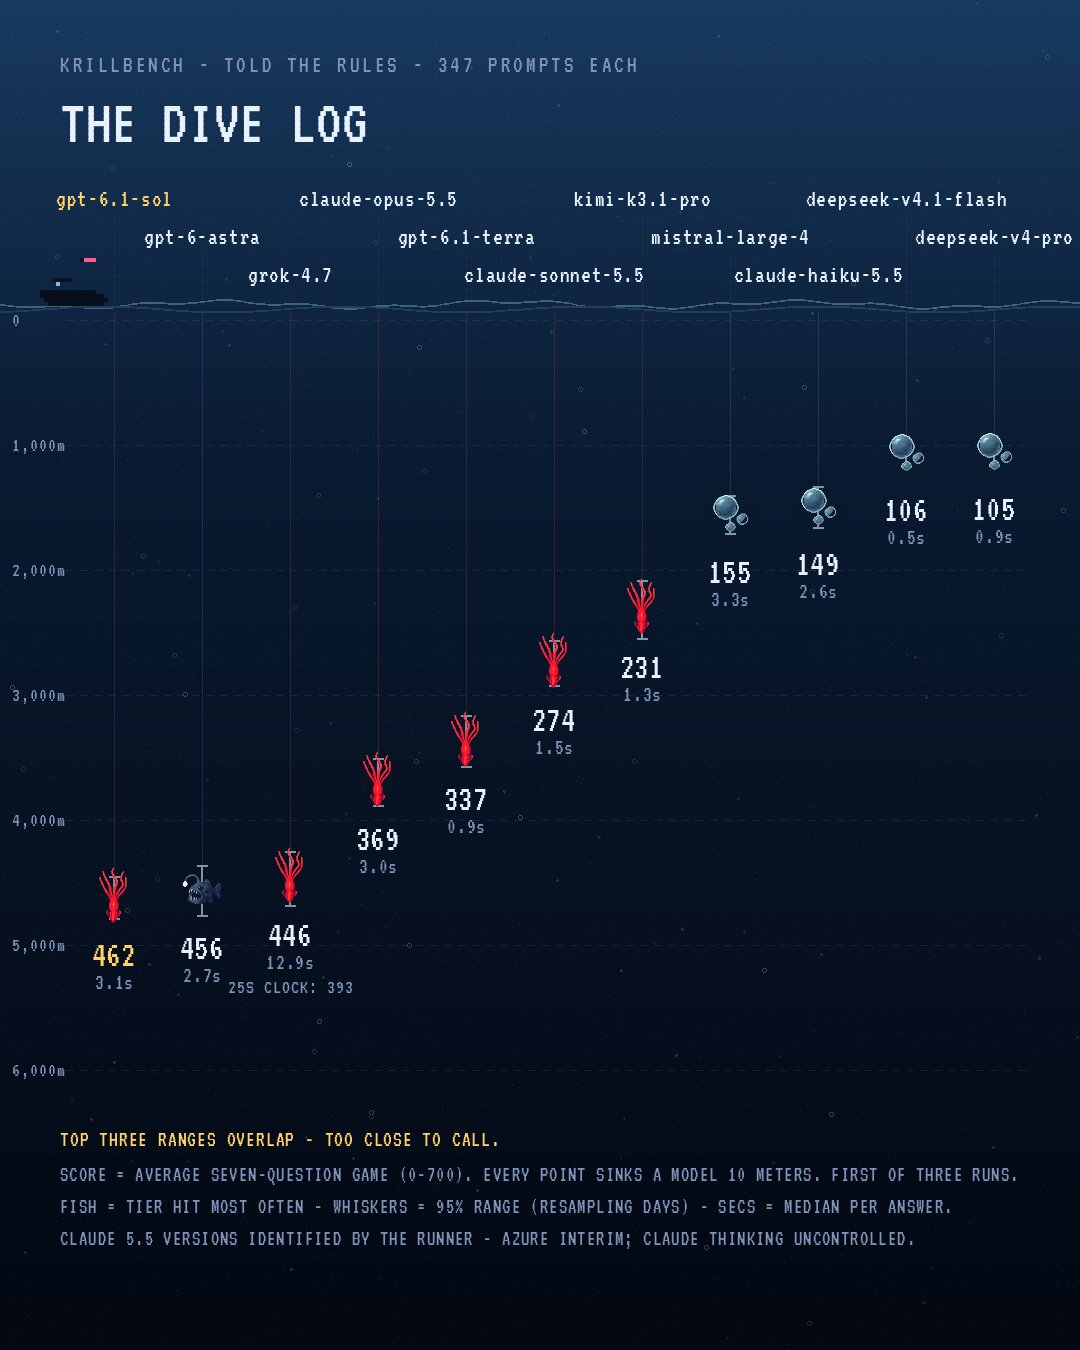 KRILLBENCH - TOLD THE RULES - 347 PROMPTS EACH
THE DIVE LOG
gpt-6.1-sol
claude-opus-5.5
kimi-k3.1-pro
deepseek-v4.1-flash
gpt-6-astra
gpt-6.1-terra
mistral-large-4
deepseek-v4-pro
grok-4.7
claude-sonnet-5.5
claude-haiku-5.5
0
1,000m
106
0.5s
105
0.9s
2,000m
155
3.3s
149
2.6s
231
1.3s
3,000m
274
1.5s
337
0.9s
4,000m
369
3.0s
5,000m
462
3.1s
456
2.7s
446
12.9s
25S CLOCK: 393
6,000m
TOP THREE RANGES OVERLAP - TOO CLOSE TO CALL.
SCORE = AVERAGE SEVEN-QUESTION GAME (0-700). EVERY POINT SINKS A MODEL 10 METERS. FIRST OF THREE RUNS.
FISH = TIER HIT MOST OFTEN - WHISKERS = 95% RANGE (RESAMPLING DAYS) - SECS = MEDIAN PER ANSWER.
CLAUDE 5.5 VERSIONS IDENTIFIED BY THE RUNNER - AZURE INTERIM; CLAUDE THINKING UNCONTROLLED.